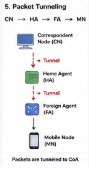 5. Packet Tunneling
CN → HA → FA → MN
Correspondent
Node (CN)
→ Tunnel
Home Agent
(HA)
→ Tunnel
Foreign Agent
(FA)
Mobile Node
(MN)
Packets are tunneled to CoA